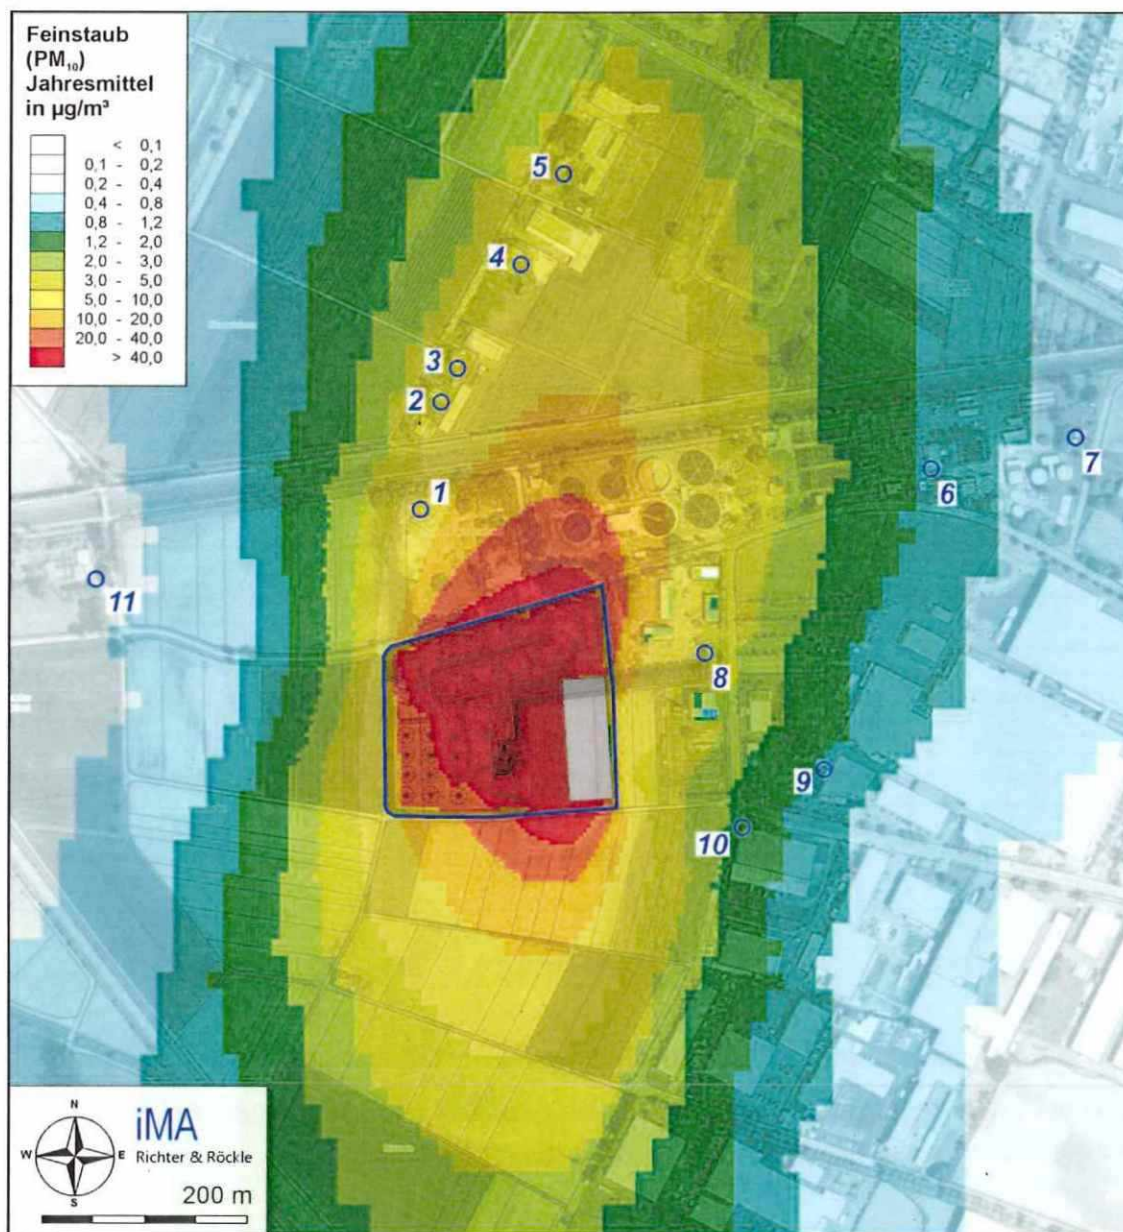 Feinstaub
(PM₁₀)
Jahresmittel
in µg/m³
< 0,1
0,1 - 0,2
0,2 - 0,4
0,4 - 0,8
0,8 - 1,2
1,2 - 2,0
2,0 - 3,0
3,0 - 5,0
5,0 - 10,0
10,0 - 20,0
20,0 - 40,0
> 40,0
5
4
3
2
1
7
6
11
8
9
10
N
W E
S
iMA
Richter & Röckle
200 m